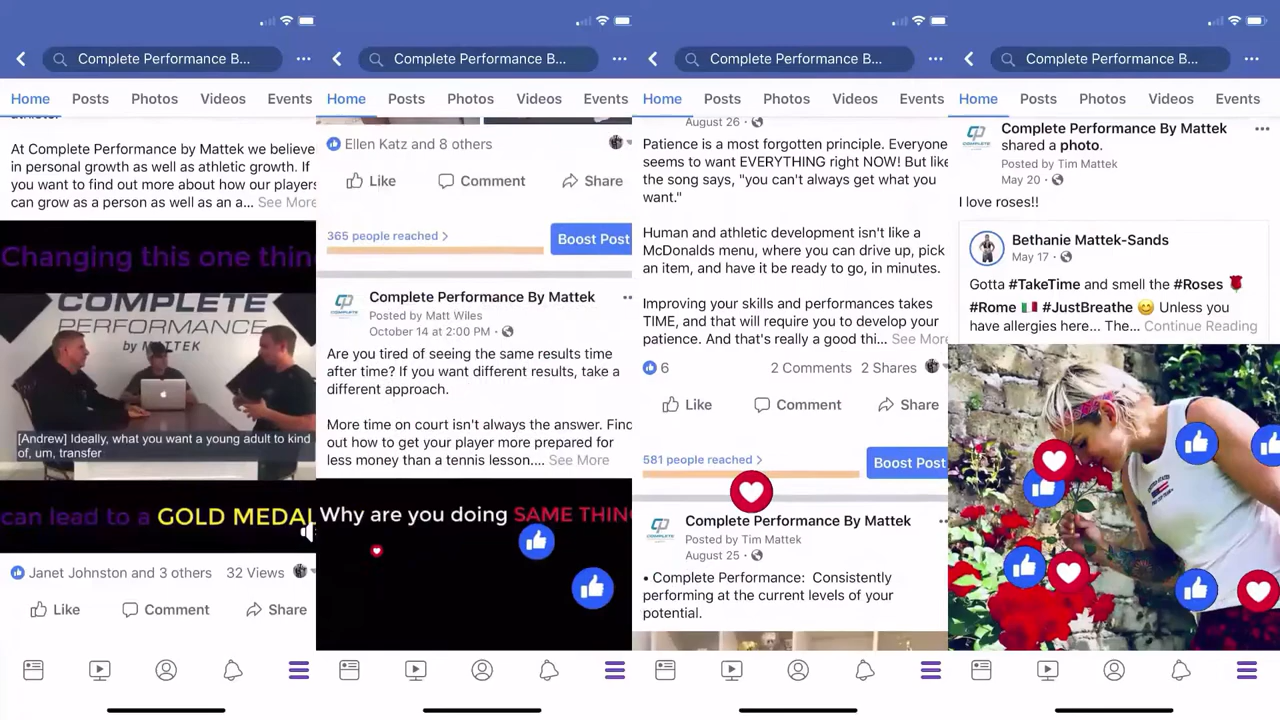 Complete Performance B...
Home Posts Photos Videos Events
At Complete Performance by Mattek we believe
in personal growth as well as athletic growth. If
you want to find out more about how our players
can grow as a person as well as an a... See More
Changing this one thin
COMPLETE
PERFORMANCE
by MATTEK
[Andrew] Ideally, what you want a young adult to kind
of, um, transfer
can lead to a GOLD MEDAL
Janet Johnston and 3 others 32 Views
Like Comment Share
Complete Performance B...
Home Posts Photos Videos Events
Ellen Katz and 8 others
Like Comment Share
365 people reached >
Boost Post
Complete Performance By Mattek
Posted by Matt Wiles
October 14 at 2:00 PM
Are you tired of seeing the same results time
after time? If you want different results, take a
different approach.
More time on court isn't always the answer. Find
out how to get your player more prepared for
less money than a tennis lesson.... See More
Why are you doing SAME THING
Complete Performance B...
Home Posts Photos Videos Events
August 26
Patience is a most forgotten principle. Everyone
seems to want EVERYTHING right NOW! But like
the song says, "you can't always get what you
want."
Human and athletic development isn't like a
McDonalds menu, where you can drive up, pick
an item, and have it be ready to go, in minutes.
Improving your skills and performances takes
TIME, and that will require you to develop your
patience. And that's really a good thi... See More
6 2 Comments 2 Shares
Like Comment Share
581 people reached >
Boost Post
Complete Performance By Mattek
Posted by Tim Mattek
August 25
• Complete Performance: Consistently
performing at the current levels of your
potential.
Complete Performance B...
Home Posts Photos Videos Events
Complete Performance By Mattek
shared a photo.
Posted by Tim Mattek
May 20
I love roses!!
Bethanie Mattek-Sands
May 17
Gotta #TakeTime and smell the #Roses 🌹
#Rome 🇮🇹 #JustBreathe 😊 Unless you
have allergies here... The... Continue Reading